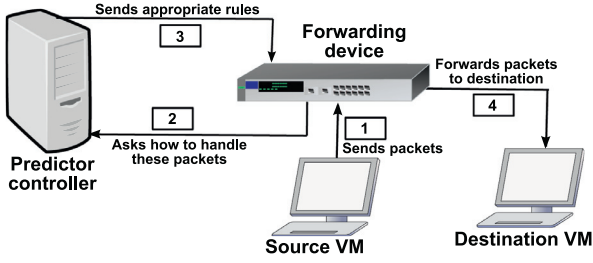 Sends appropriate rules
3
Forwarding
device
Forwards packets
to destination
4
2
Asks how to handle
these packets
1
Sends packets
Predictor
controller
Source VM
Destination VM